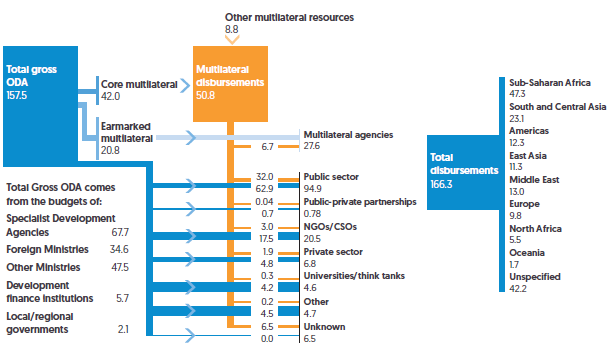 Other multilateral resources
8.8
Total gross
ODA
157.5
Core multilateral
42.0
Multilateral
disbursements
50.8
Earmarked
multilateral
20.8
Multilateral agencies
6.7 27.6
Total Gross ODA comes
from the budgets of:
Specialist Development
Agencies 67.7
Foreign Ministries 34.6
Other Ministries 47.5
Development
finance institutions 5.7
Local/regional
governments 2.1
32.0 Public sector
62.9 94.9
0.04 Public-private partnerships
0.7 0.78
3.0 NGOs/CSOs
17.5 20.5
1.9 Private sector
4.8 6.8
0.3 Universities/think tanks
4.2 4.6
0.2 Other
4.5 4.7
6.5 Unknown
0.0 6.5
Total
disbursements
166.3
Sub-Saharan Africa
47.3
South and Central Asia
23.1
Americas
12.3
East Asia
11.3
Middle East
13.0
Europe
9.8
North Africa
5.5
Oceania
1.7
Unspecified
42.2